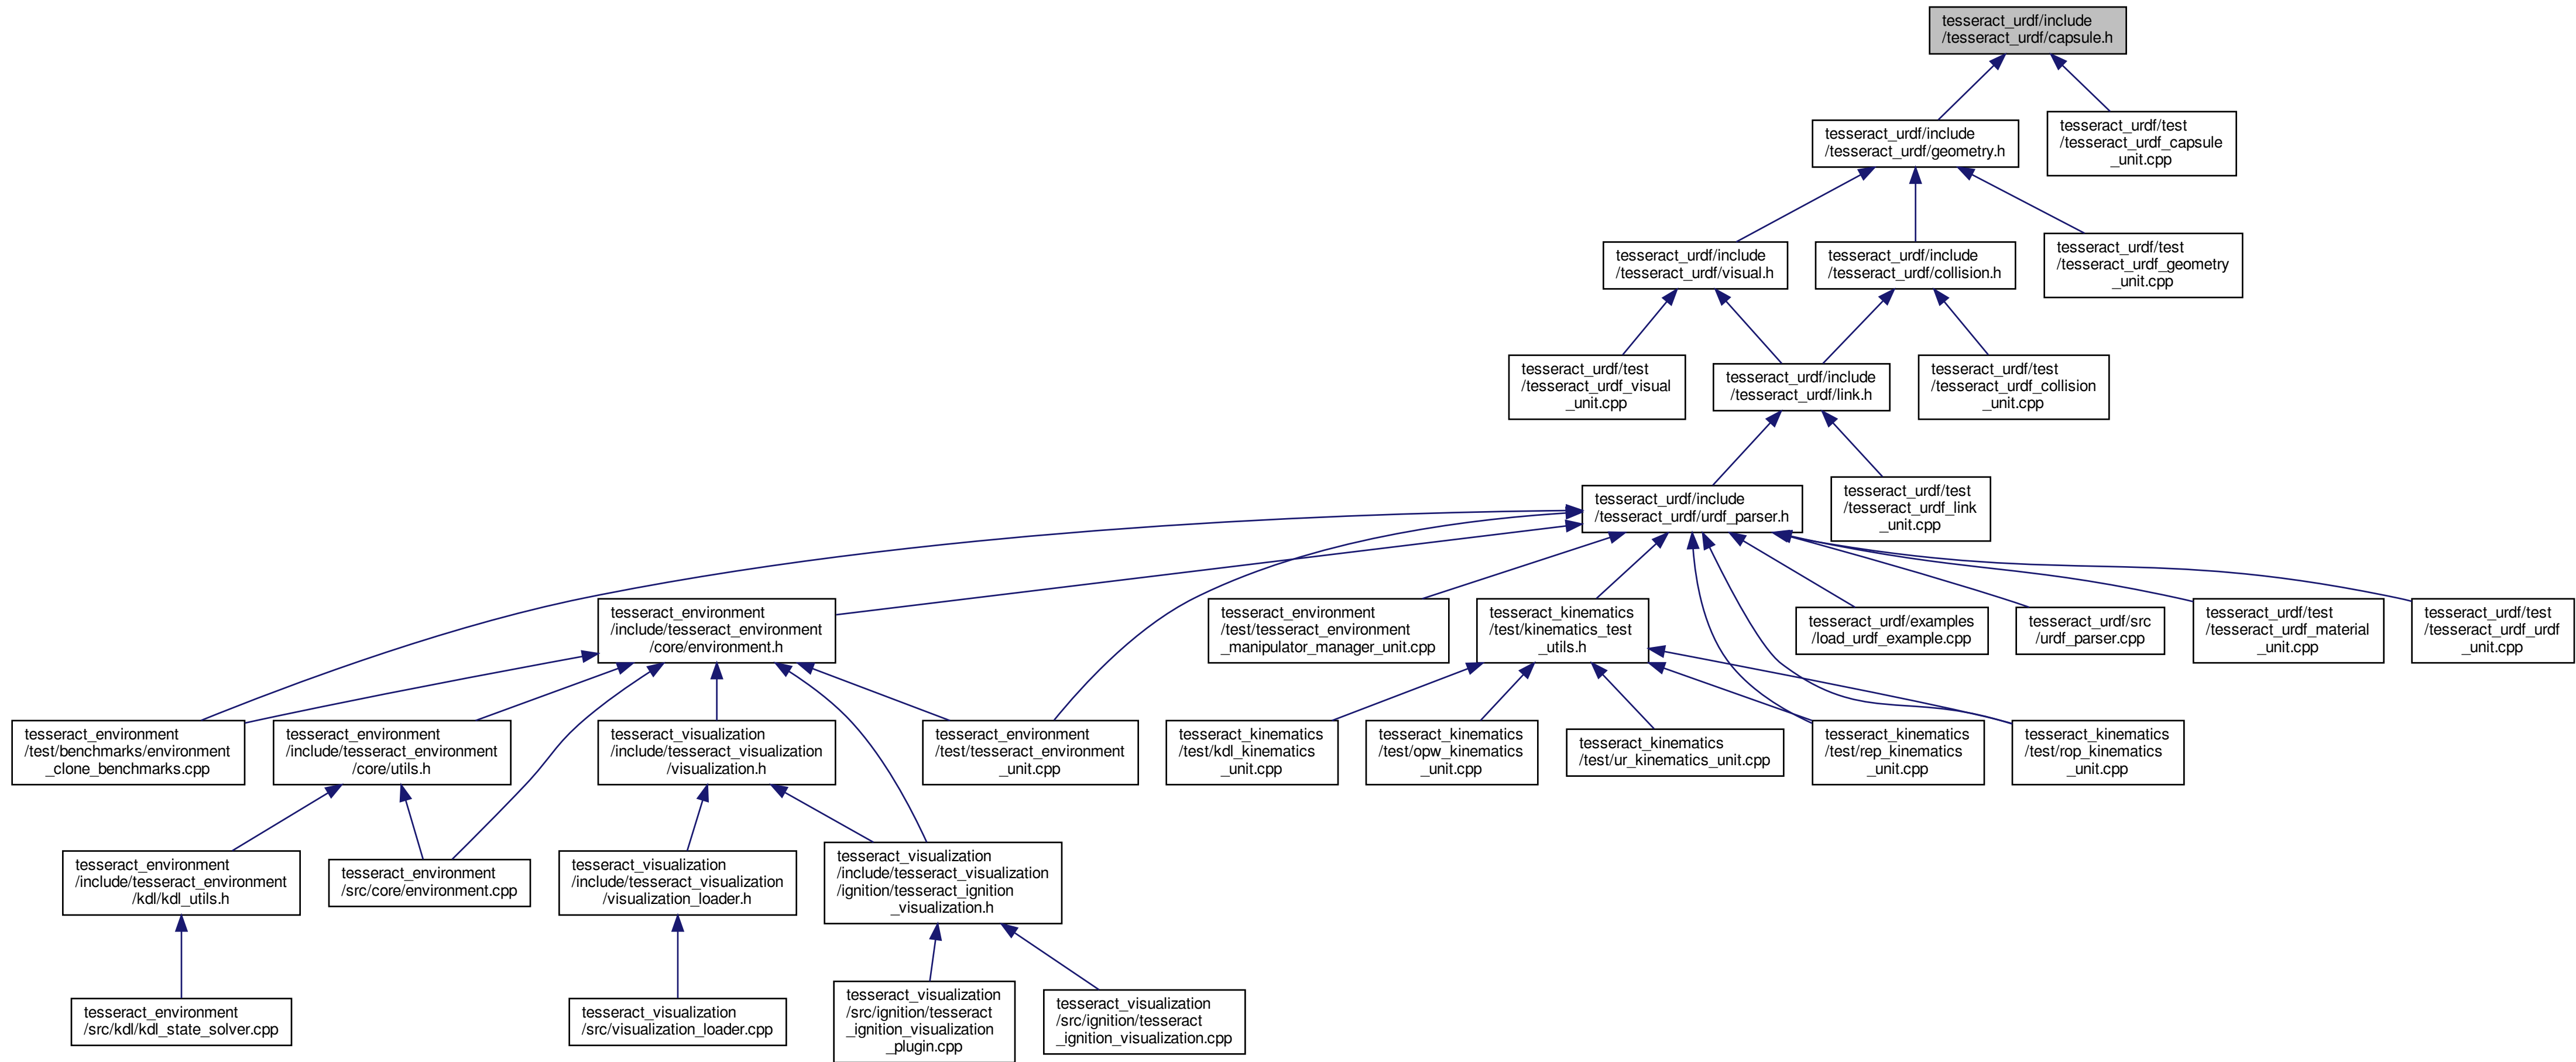 tesseract_urdf/include
/tesseract_urdf/capsule.h
tesseract_urdf/include
/tesseract_urdf/geometry.h
tesseract_urdf/test
/tesseract_urdf_capsule
_unit.cpp
tesseract_urdf/include
/tesseract_urdf/visual.h
tesseract_urdf/include
/tesseract_urdf/collision.h
tesseract_urdf/test
/tesseract_urdf_geometry
_unit.cpp
tesseract_urdf/test
/tesseract_urdf_visual
_unit.cpp
tesseract_urdf/include
/tesseract_urdf/link.h
tesseract_urdf/test
/tesseract_urdf_collision
_unit.cpp
tesseract_urdf/include
/tesseract_urdf/urdf_parser.h
tesseract_urdf/test
/tesseract_urdf_link
_unit.cpp
tesseract_environment
/include/tesseract_environment
/core/environment.h
tesseract_environment
/test/tesseract_environment
_manipulator_manager_unit.cpp
tesseract_kinematics
/test/kinematics_test
_utils.h
tesseract_urdf/examples
/load_urdf_example.cpp
tesseract_urdf/src
/urdf_parser.cpp
tesseract_urdf/test
/tesseract_urdf_material
_unit.cpp
tesseract_urdf/test
/tesseract_urdf_urdf
_unit.cpp
tesseract_environment
/test/benchmarks/environment
_clone_benchmarks.cpp
tesseract_environment
/include/tesseract_environment
/core/utils.h
tesseract_visualization
/include/tesseract_visualization
/visualization.h
tesseract_environment
/test/tesseract_environment
_unit.cpp
tesseract_kinematics
/test/kdl_kinematics
_unit.cpp
tesseract_kinematics
/test/opw_kinematics
_unit.cpp
tesseract_kinematics
/test/ur_kinematics_unit.cpp
tesseract_kinematics
/test/rep_kinematics
_unit.cpp
tesseract_kinematics
/test/rop_kinematics
_unit.cpp
tesseract_environment
/include/tesseract_environment
/kdl/kdl_utils.h
tesseract_environment
/src/core/environment.cpp
tesseract_visualization
/include/tesseract_visualization
/visualization_loader.h
tesseract_visualization
/include/tesseract_visualization
/ignition/tesseract_ignition
_visualization.h
tesseract_environment
/src/kdl/kdl_state_solver.cpp
tesseract_visualization
/src/visualization_loader.cpp
tesseract_visualization
/src/ignition/tesseract
_ignition_visualization
_plugin.cpp
tesseract_visualization
/src/ignition/tesseract
_ignition_visualization.cpp